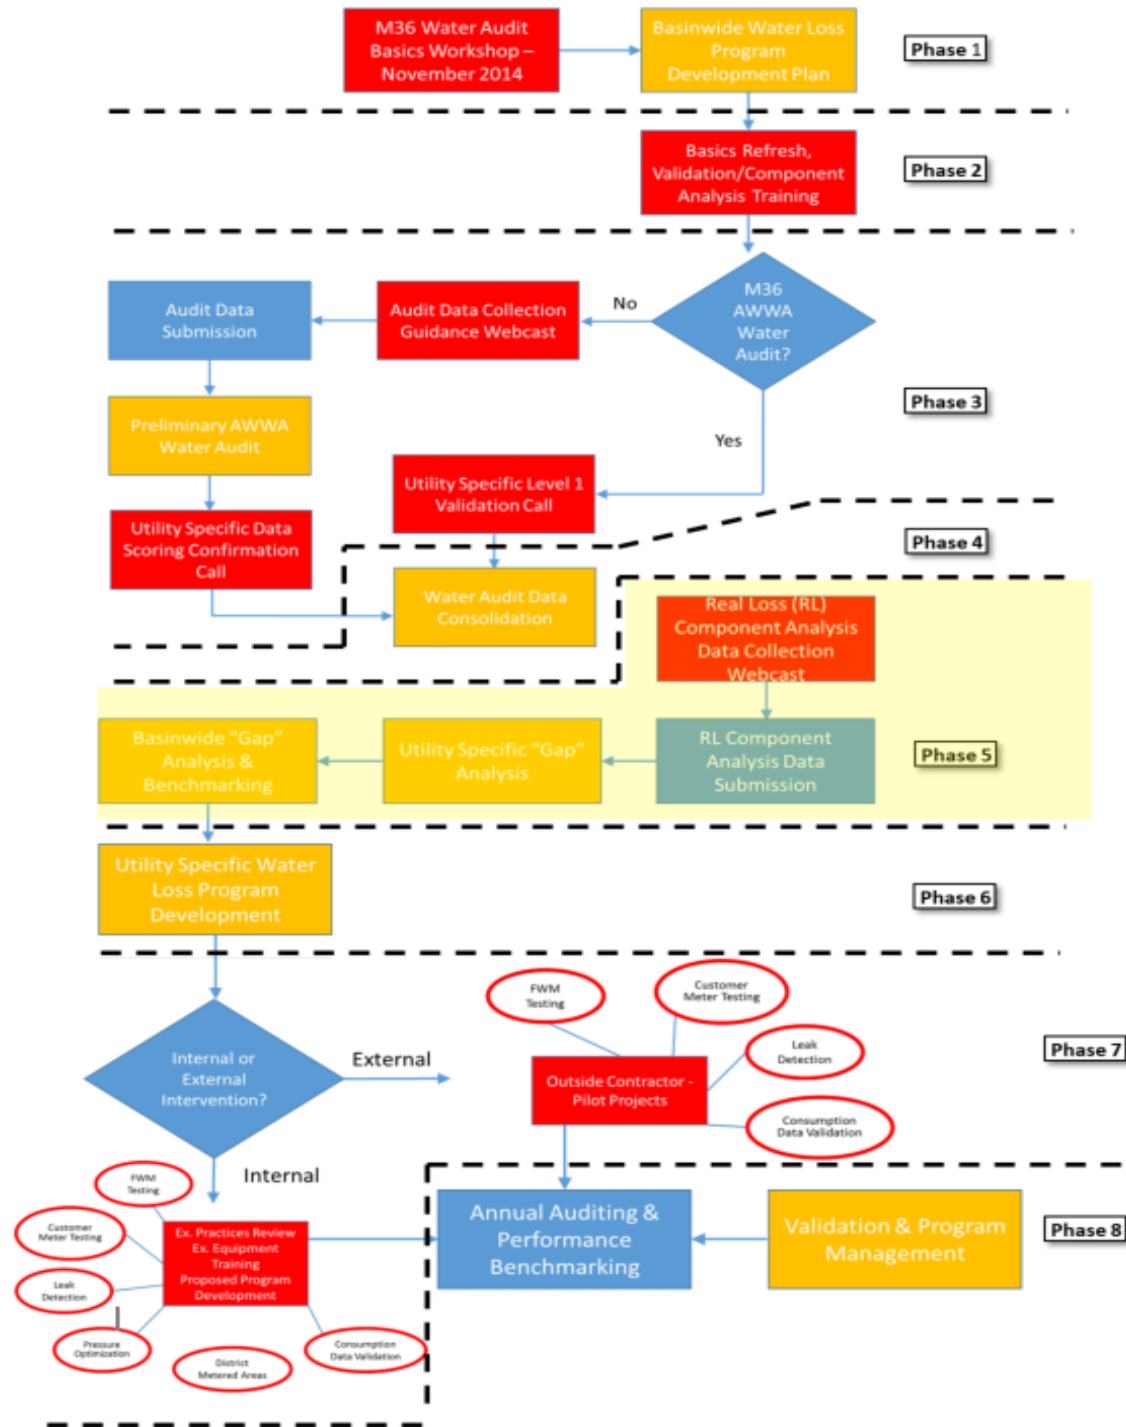 M36 Water Audit
Basics Workshop –
November 2014
Basinwide Water Loss
Program
Development Plan
Phase 1
Basics Refresh,
Validation/Component
Analysis Training
Phase 2
M36
AWWA
Water
Audit?
No
Audit Data Collection
Guidance Webcast
Audit Data
Submission
Preliminary AWWA
Water Audit
Phase 3
Yes
Utility Specific Level 1
Validation Call
Utility Specific Data
Scoring Confirmation
Call
Phase 4
Water Audit Data
Consolidation
Real Loss (RL)
Component Analysis
Data Collection
Webcast
RL Component
Analysis Data
Submission
Utility Specific “Gap”
Analysis
Basinwide “Gap”
Analysis &
Benchmarking
Phase 5
Utility Specific Water
Loss Program
Development
Phase 6
Internal or
External
Intervention?
External
FWM
Testing
Customer
Meter Testing
Leak
Detection
Consumption
Data Validation
Outside Contractor -
Pilot Projects
Phase 7
Internal
FWM
Testing
Customer
Meter Testing
Leak
Detection
Pressure
Optimization
District
Metered Areas
Consumption
Data Validation
Ex. Practices Review
Ex. Equipment
Training
Proposed Program
Development
Annual Auditing &
Performance
Benchmarking
Validation & Program
Management
Phase 8